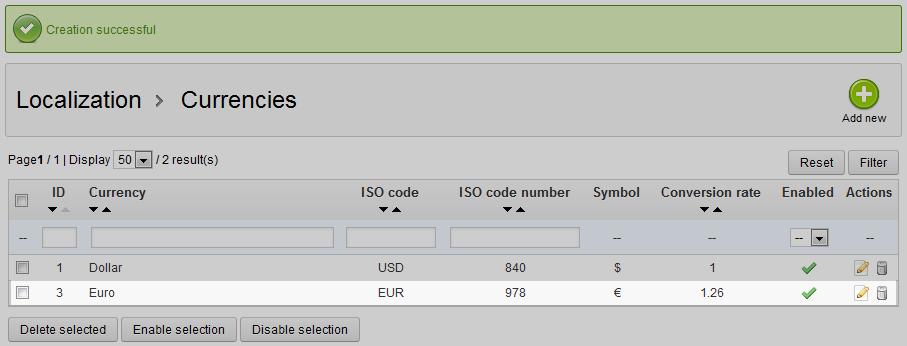 Creation successful
Localization > Currencies
Add new
Page1 / 1 | Display 50 / 2 result(s)
Reset Filter
ID Currency ISO code ISO code number Symbol Conversion rate Enabled Actions
-- -- -- -- --
1 Dollar USD 840 $ 1
3 Euro EUR 978 € 1.26
Delete selected Enable selection Disable selection